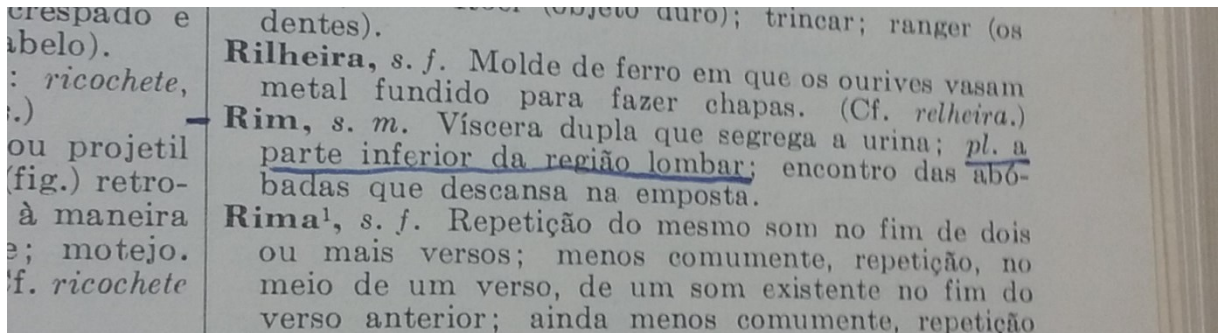 crespado e
abelo).
: ricochete,
.)
ou projetil
(fig.) retro-
à maneira
e; motejo.
f. ricochete
(objeto duro); trincar; ranger (os
dentes).
Rilheira, s. f. Molde de ferro em que os ourives vasam
metal fundido para fazer chapas. (Cf. relheira.)
Rim, s. m. Víscera dupla que segrega a urina; pl. a
parte inferior da região lombar; encontro das abó-
badas que descansa na emposta.
Rima¹, s. f. Repetição do mesmo som no fim de dois
ou mais versos; menos comumente, repetição, no
meio de um verso, de um som existente no fim do
verso anterior; ainda menos comumente, repetição